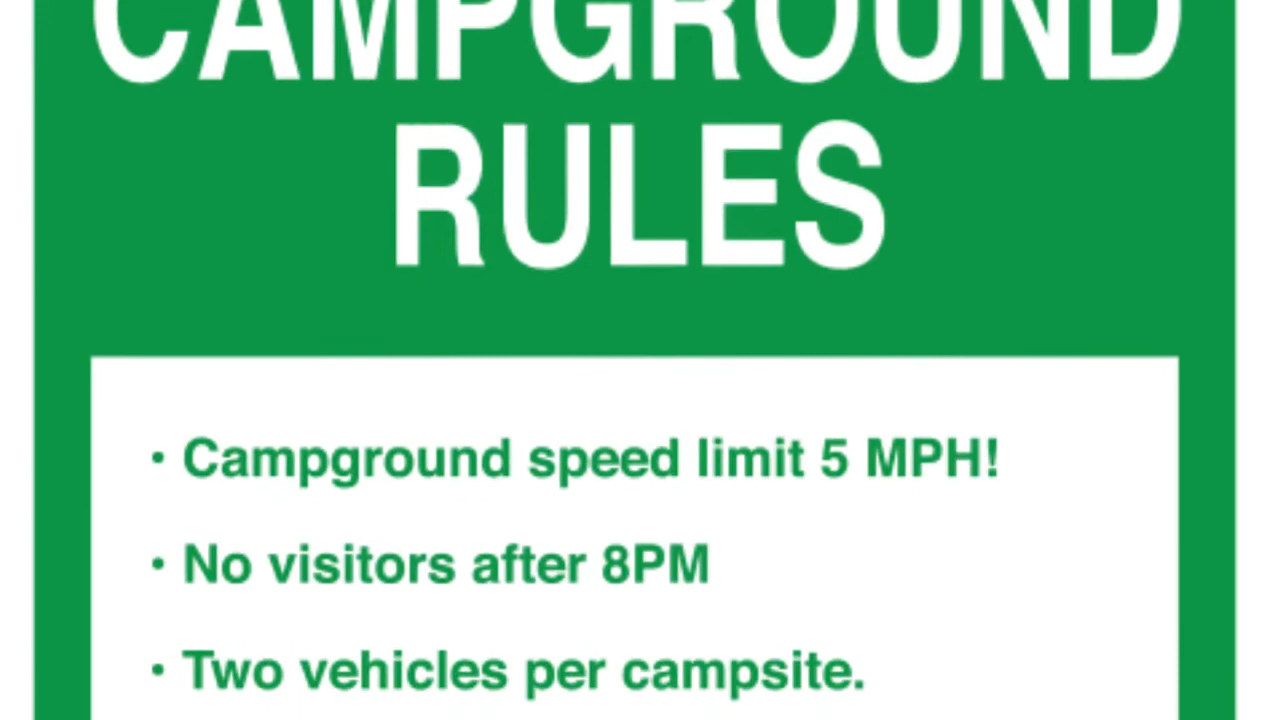 CAMPGROUND
RULES
• Campground speed limit 5 MPH!
• No visitors after 8PM
• Two vehicles per campsite.